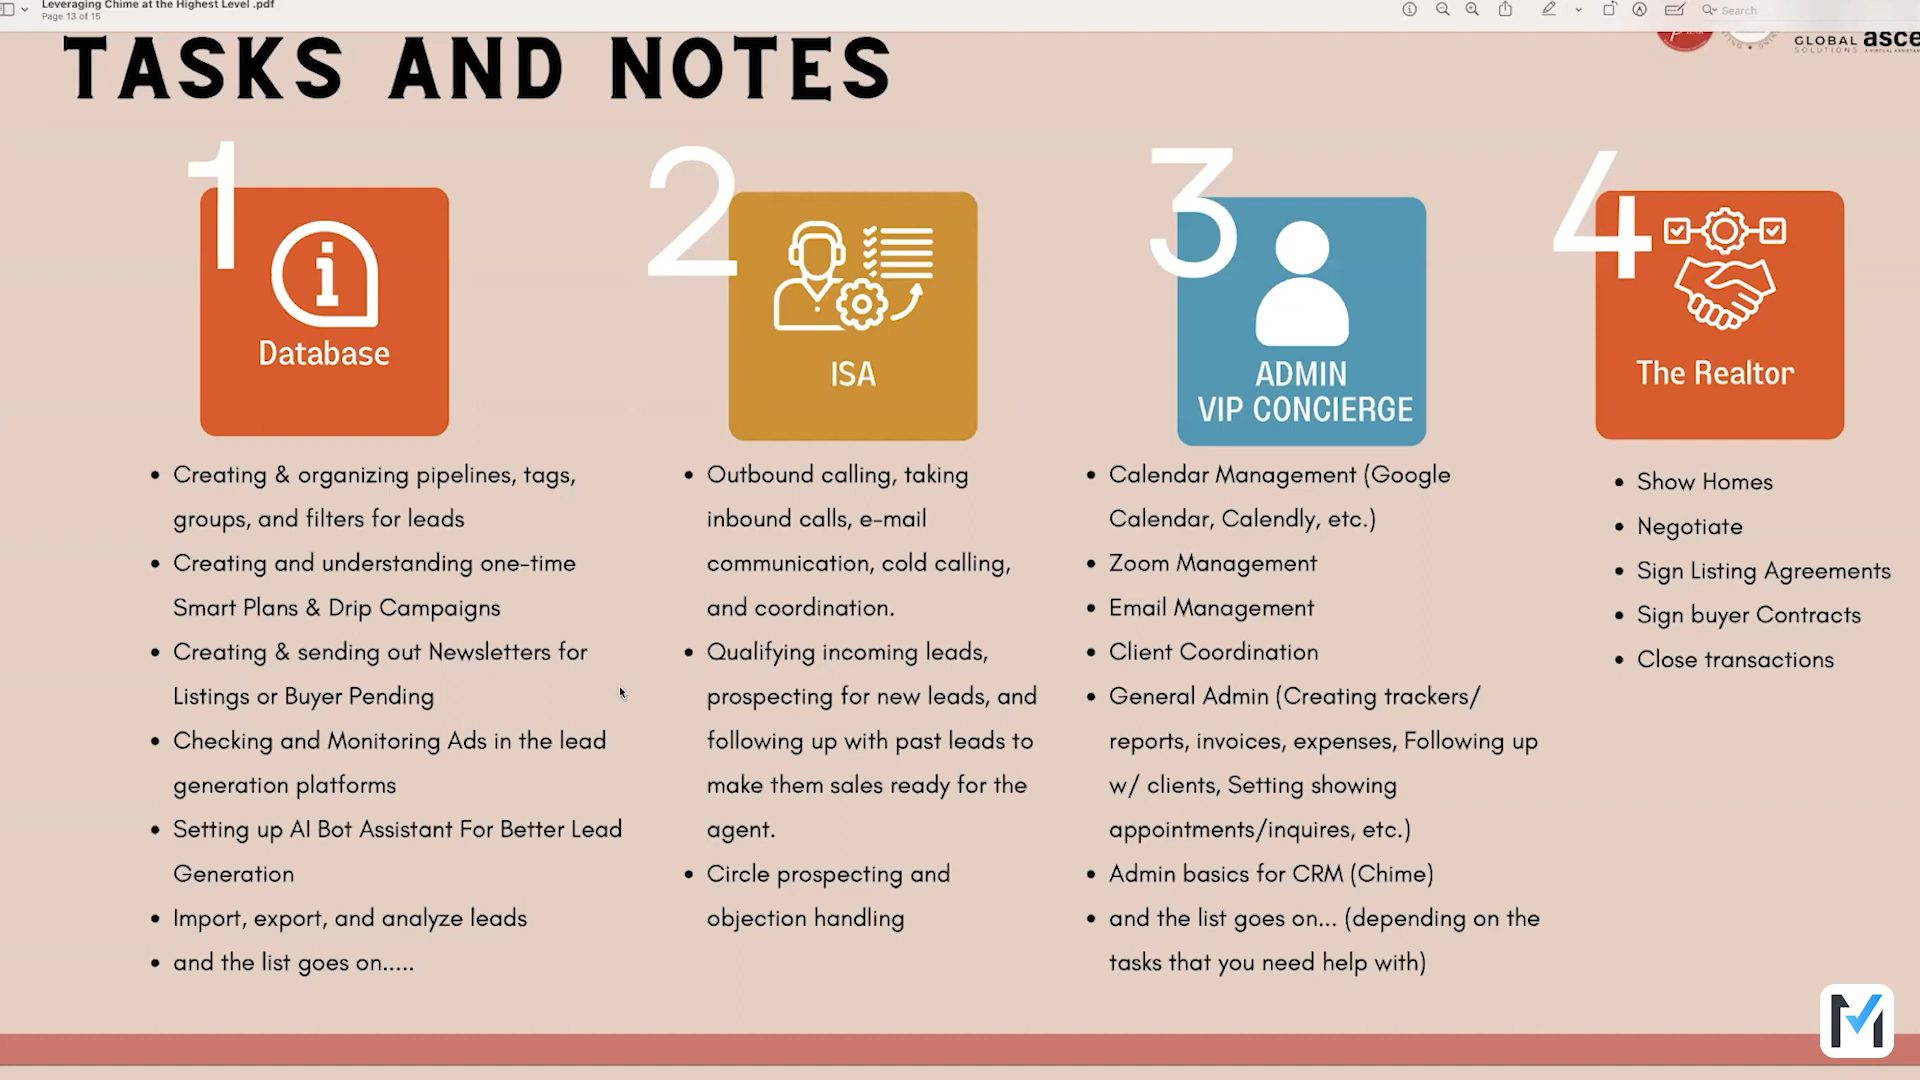 Leveraging Chime at the Highest Level .pdf
Page 13 of 15
Search
GLOBAL
SOLUTIONS
asce
TASKS AND NOTES
1
Database
Creating & organizing pipelines, tags,
groups, and filters for leads
Creating and understanding one-time
Smart Plans & Drip Campaigns
Creating & sending out Newsletters for
Listings or Buyer Pending
Checking and Monitoring Ads in the lead
generation platforms
Setting up AI Bot Assistant For Better Lead
Generation
Import, export, and analyze leads
and the list goes on.....
2
ISA
Outbound calling, taking
inbound calls, e-mail
communication, cold calling,
and coordination.
Qualifying incoming leads,
prospecting for new leads, and
following up with past leads to
make them sales ready for the
agent.
Circle prospecting and
objection handling
3
ADMIN
VIP CONCIERGE
Calendar Management (Google
Calendar, Calendly, etc.)
Zoom Management
Email Management
Client Coordination
General Admin (Creating trackers/
reports, invoices, expenses, Following up
w/ clients, Setting showing
appointments/inquires, etc.)
Admin basics for CRM (Chime)
and the list goes on... (depending on the
tasks that you need help with)
4
The Realtor
Show Homes
Negotiate
Sign Listing Agreements
Sign buyer Contracts
Close transactions